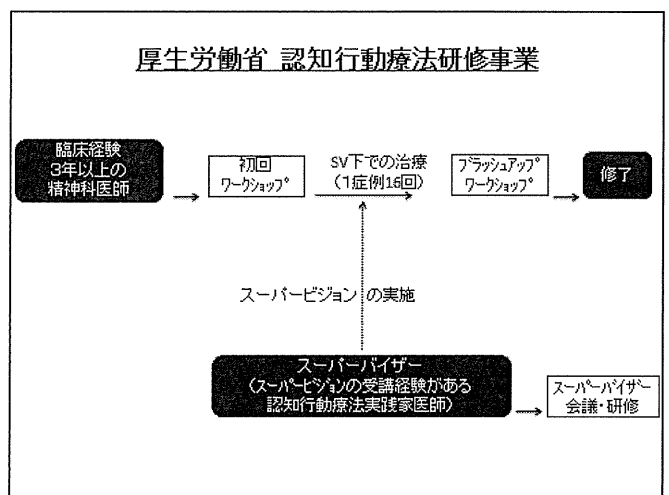 厚生労働省 認知行動療法研修事業
臨床経験
3年以上の
精神科医師
初回
ワークショップ
SV下での治療
(1症例16回)
ブラッシュアップ
ワークショップ
修了
スーパービジョン の実施
スーパーバイザー
(スーパービジョンの受講経験がある
認知行動療法実践家医師)
スーパーバイザー
会議・研修